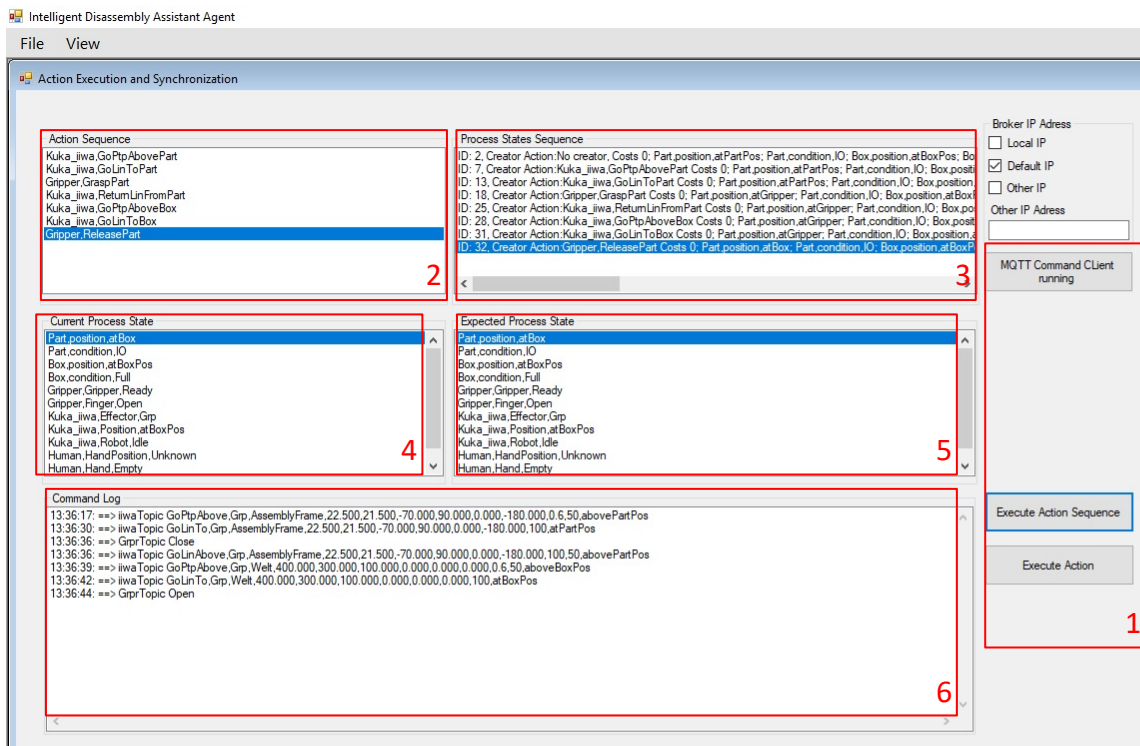 Intelligent Disassembly Assistant Agent
File View
Action Execution and Synchronization
Action Sequence
Kuka_iiwa,GoPtpAbovePart
Kuka_iiwa,GoLinToPart
Gripper,GraspPart
Kuka_iiwa,ReturnLinFromPart
Kuka_iiwa,GoPtpAboveBox
Kuka_iiwa,GoLinToBox
Gripper,ReleasePart
2
Process States Sequence
ID: 2, Creator Action:No creator, Costs 0; Part,position,atPartPos; Part,condition,IO; Box,position,atBoxPos; Bo
ID: 7, Creator Action:Kuka_iiwa,GoPtpAbovePart Costs 0; Part,position,atPartPos; Part,condition,IO; Box,positi
ID: 13, Creator Action:Kuka_iiwa,GoLinToPart Costs 0; Part,position,atPartPos; Part,condition,IO; Box,position,
ID: 18, Creator Action:Gripper,GraspPart Costs 0; Part,position,atGripper; Part,condition,IO; Box,position,atBoxF
ID: 25, Creator Action:Kuka_iiwa,ReturnLinFromPart Costs 0; Part,position,atGripper; Part,condition,IO; Box,pos
ID: 28, Creator Action:Kuka_iiwa,GoPtpAboveBox Costs 0; Part,position,atGripper; Part,condition,IO; Box,posit
ID: 31, Creator Action:Kuka_iiwa,GoLinToBox Costs 0; Part,position,atGripper; Part,condition,IO; Box,position,a
ID: 32, Creator Action:Gripper,ReleasePart Costs 0; Part,position,atBox; Part,condition,IO; Box,position,atBoxP
3
Broker IP Adress
Local IP
Default IP
Other IP
Other IP Adress
MQTT Command CLient
running
Current Process State
Part,position,atBox
Part,condition,IO
Box,position,atBoxPos
Box,condition,Full
Gripper,Gripper,Ready
Gripper,Finger,Open
Kuka_iiwa,Effector,Grp
Kuka_iiwa,Position,atBoxPos
Kuka_iiwa,Robot,Idle
Human,HandPosition,Unknown
Human,Hand,Empty
4
Expected Process State
Part,position,atBox
Part,condition,IO
Box,position,atBoxPos
Box,condition,Full
Gripper,Gripper,Ready
Gripper,Finger,Open
Kuka_iiwa,Effector,Grp
Kuka_iiwa,Position,atBoxPos
Kuka_iiwa,Robot,Idle
Human,HandPosition,Unknown
Human,Hand,Empty
5
Command Log
13:36:17: ==> iiwaTopic GoPtpAbove,Grp,AssemblyFrame,22.500,21.500,-70.000,90.000,0.000,-180.000,0.6,50,abovePartPos
13:36:30: ==> iiwaTopic GoLinTo,Grp,AssemblyFrame,22.500,21.500,-70.000,90.000,0.000,-180.000,100,atPartPos
13:36:36: ==> GrprTopic Close
13:36:36: ==> iiwaTopic GoLinAbove,Grp,AssemblyFrame,22.500,21.500,-70.000,90.000,0.000,-180.000,100,50,abovePartPos
13:36:39: ==> iiwaTopic GoPtpAbove,Grp,Welt,400.000,300.000,100.000,0.000,0.000,0.000,0.6,50,aboveBoxPos
13:36:42: ==> iiwaTopic GoLinTo,Grp,Welt,400.000,300.000,100.000,0.000,0.000,0.000,100,atBoxPos
13:36:44: ==> GrprTopic Open
6
Execute Action Sequence
Execute Action
1